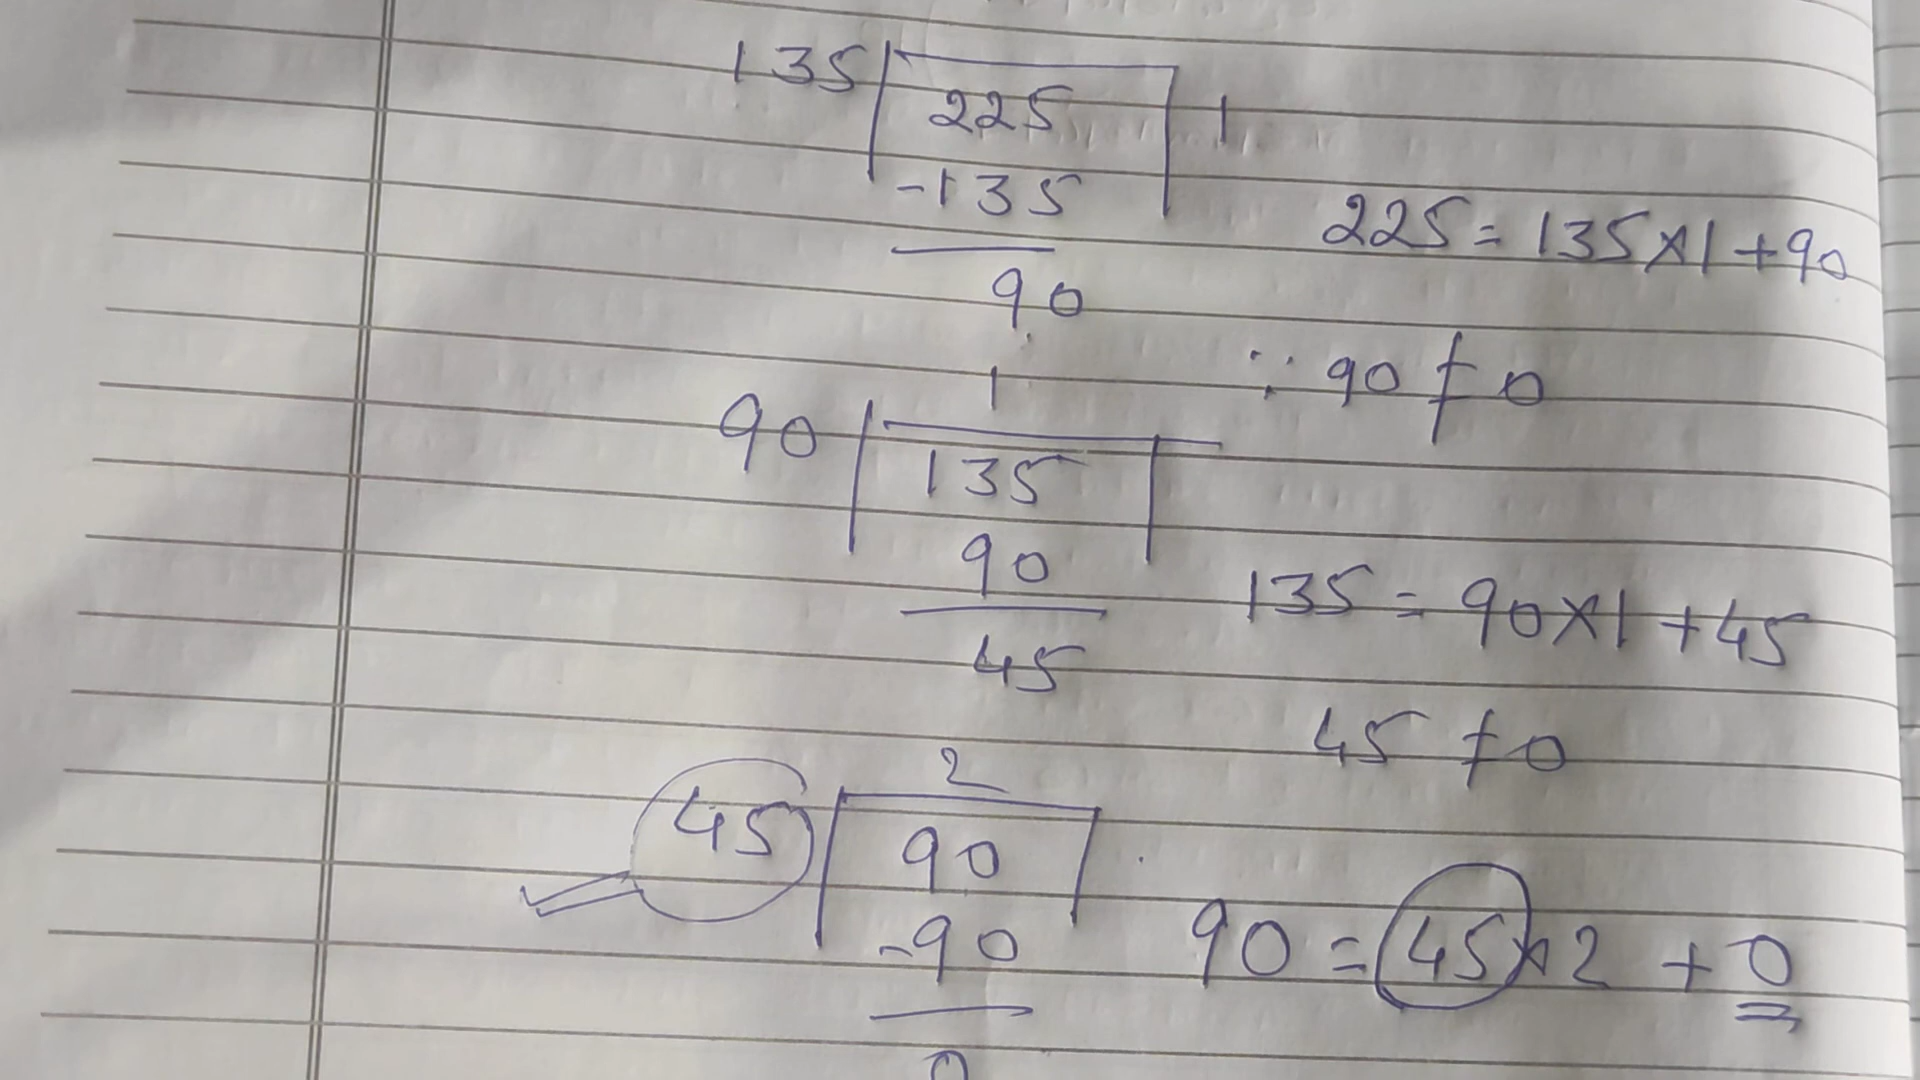 135 225 1
-135
225 = 135 × 1 + 90
90
∵ 90 ≠ 0
1
90 135
90
135 = 90 × 1 + 45
45
45 ≠ 0
2
45 90
-90
90 = 45 × 2 + 0
0